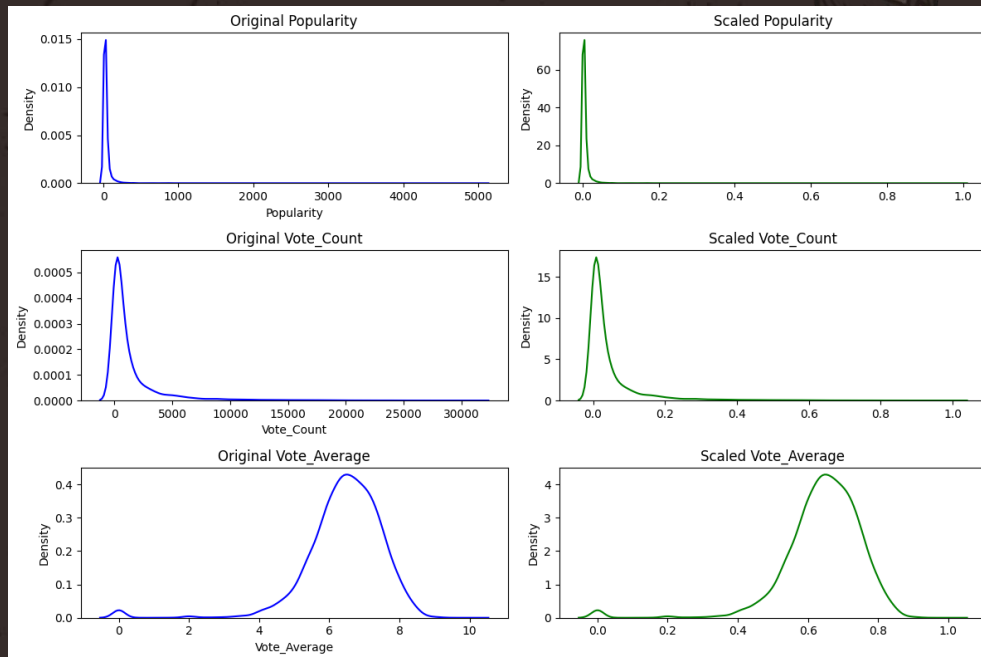 Original Popularity
0.015
0.010
0.005
0.000
Density
0 1000 2000 3000 4000 5000
Popularity
Scaled Popularity
60
40
20
0
Density
0.0 0.2 0.4 0.6 0.8 1.0
Original Vote_Count
0.0005
0.0004
0.0003
0.0002
0.0001
0.0000
Density
0 5000 10000 15000 20000 25000 30000
Vote_Count
Scaled Vote_Count
15
10
5
0
Density
0.0 0.2 0.4 0.6 0.8 1.0
Original Vote_Average
0.4
0.3
0.2
0.1
0.0
Density
0 2 4 6 8 10
Vote_Average
Scaled Vote_Average
4
3
2
1
0
Density
0.0 0.2 0.4 0.6 0.8 1.0